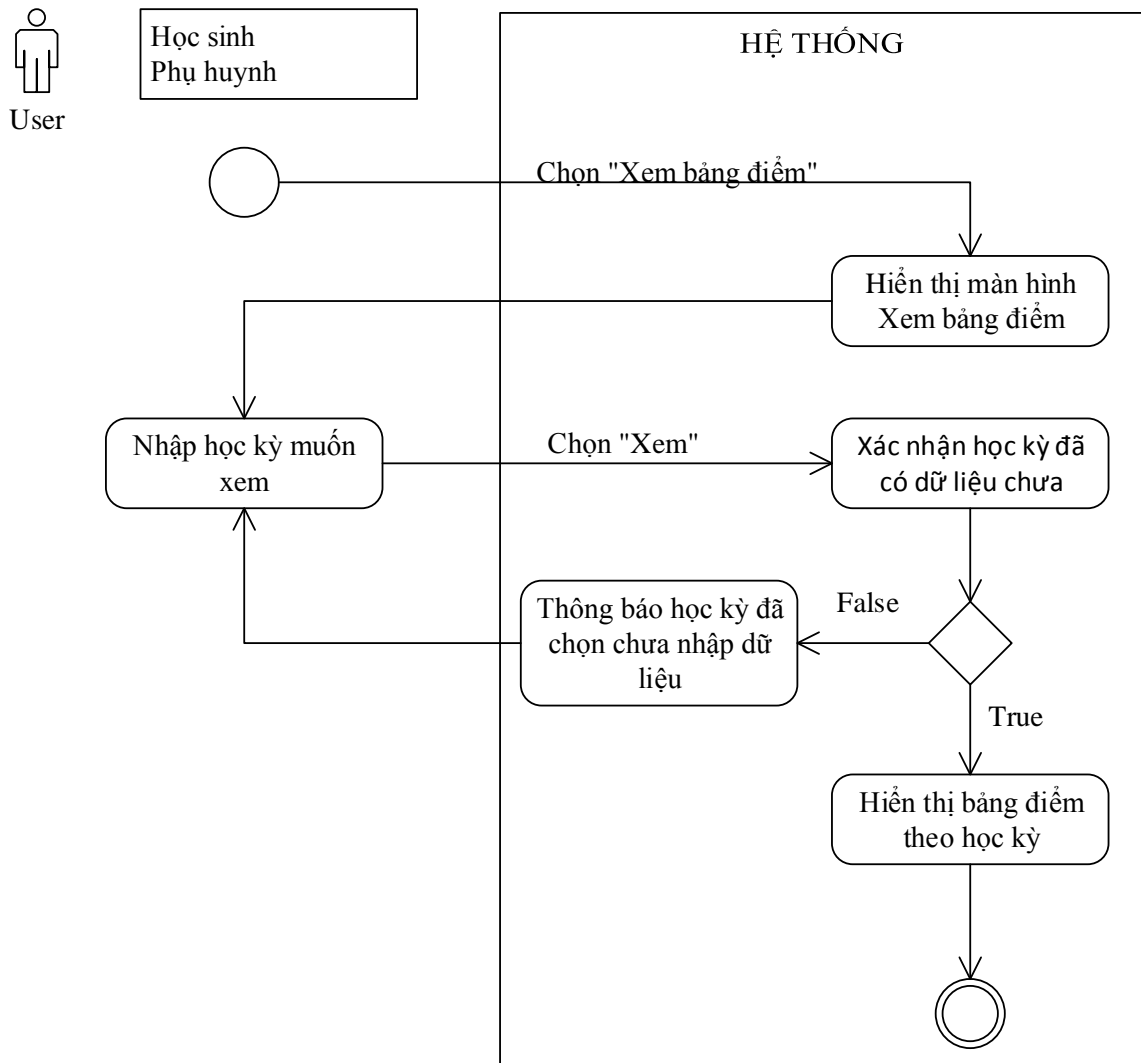 Học sinh
Phụ huynh
HỆ THỐNG
User
Chọn "Xem bảng điểm"
Hiển thị màn hình
Xem bảng điểm
Nhập học kỳ muốn
xem
Chọn "Xem"
Xác nhận học kỳ đã
có dữ liệu chưa
Thông báo học kỳ đã
chọn chưa nhập dữ
liệu
False
True
Hiển thị bảng điểm
theo học kỳ